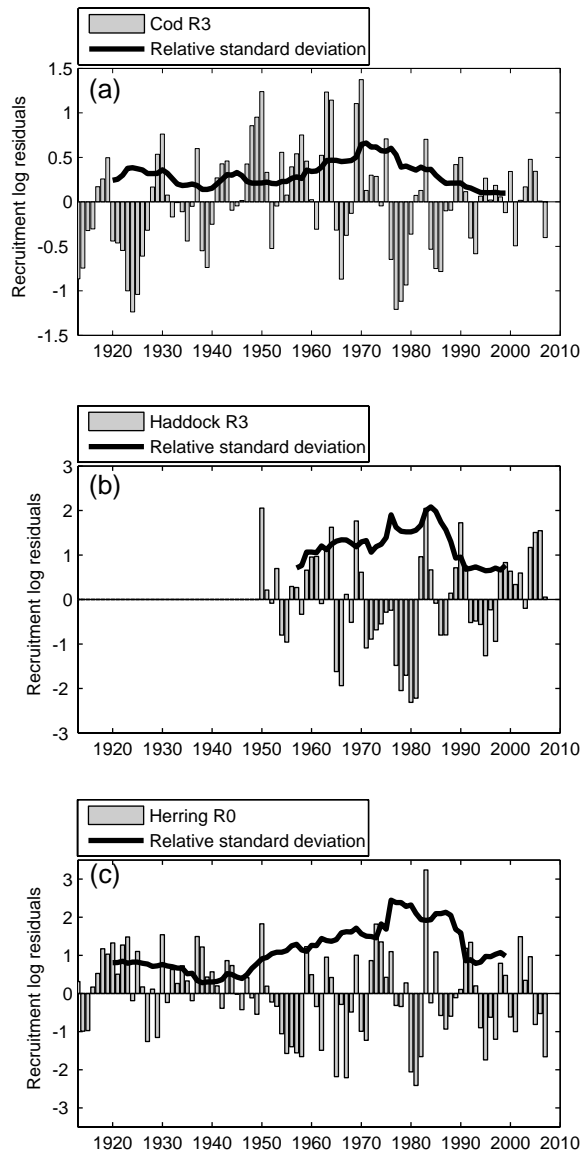 Cod R3
Relative standard deviation
(a)
Recruitment log residuals
1.5
1
0.5
0
-0.5
-1
-1.5
1920 1930 1940 1950 1960 1970 1980 1990 2000 2010
Haddock R3
Relative standard deviation
(b)
Recruitment log residuals
3
2
1
0
-1
-2
-3
1920 1930 1940 1950 1960 1970 1980 1990 2000 2010
Herring R0
Relative standard deviation
(c)
Recruitment log residuals
3
2
1
0
-1
-2
-3
1920 1930 1940 1950 1960 1970 1980 1990 2000 2010